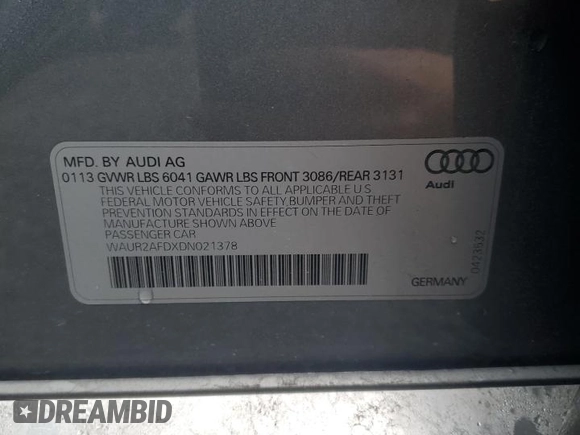 MFD. BY AUDI AG
0113 GVWR LBS 6041 GAWR LBS FRONT 3086/REAR 3131
THIS VEHICLE CONFORMS TO ALL APPLICABLE U.S.
FEDERAL MOTOR VEHICLE SAFETY, BUMPER AND THEFT
PREVENTION STANDARDS IN EFFECT ON THE DATE OF
MANUFACTURE SHOWN ABOVE
PASSENGER CAR
WAUR2AFDXDN021378
Audi
GERMANY
0423632
DREAMBID